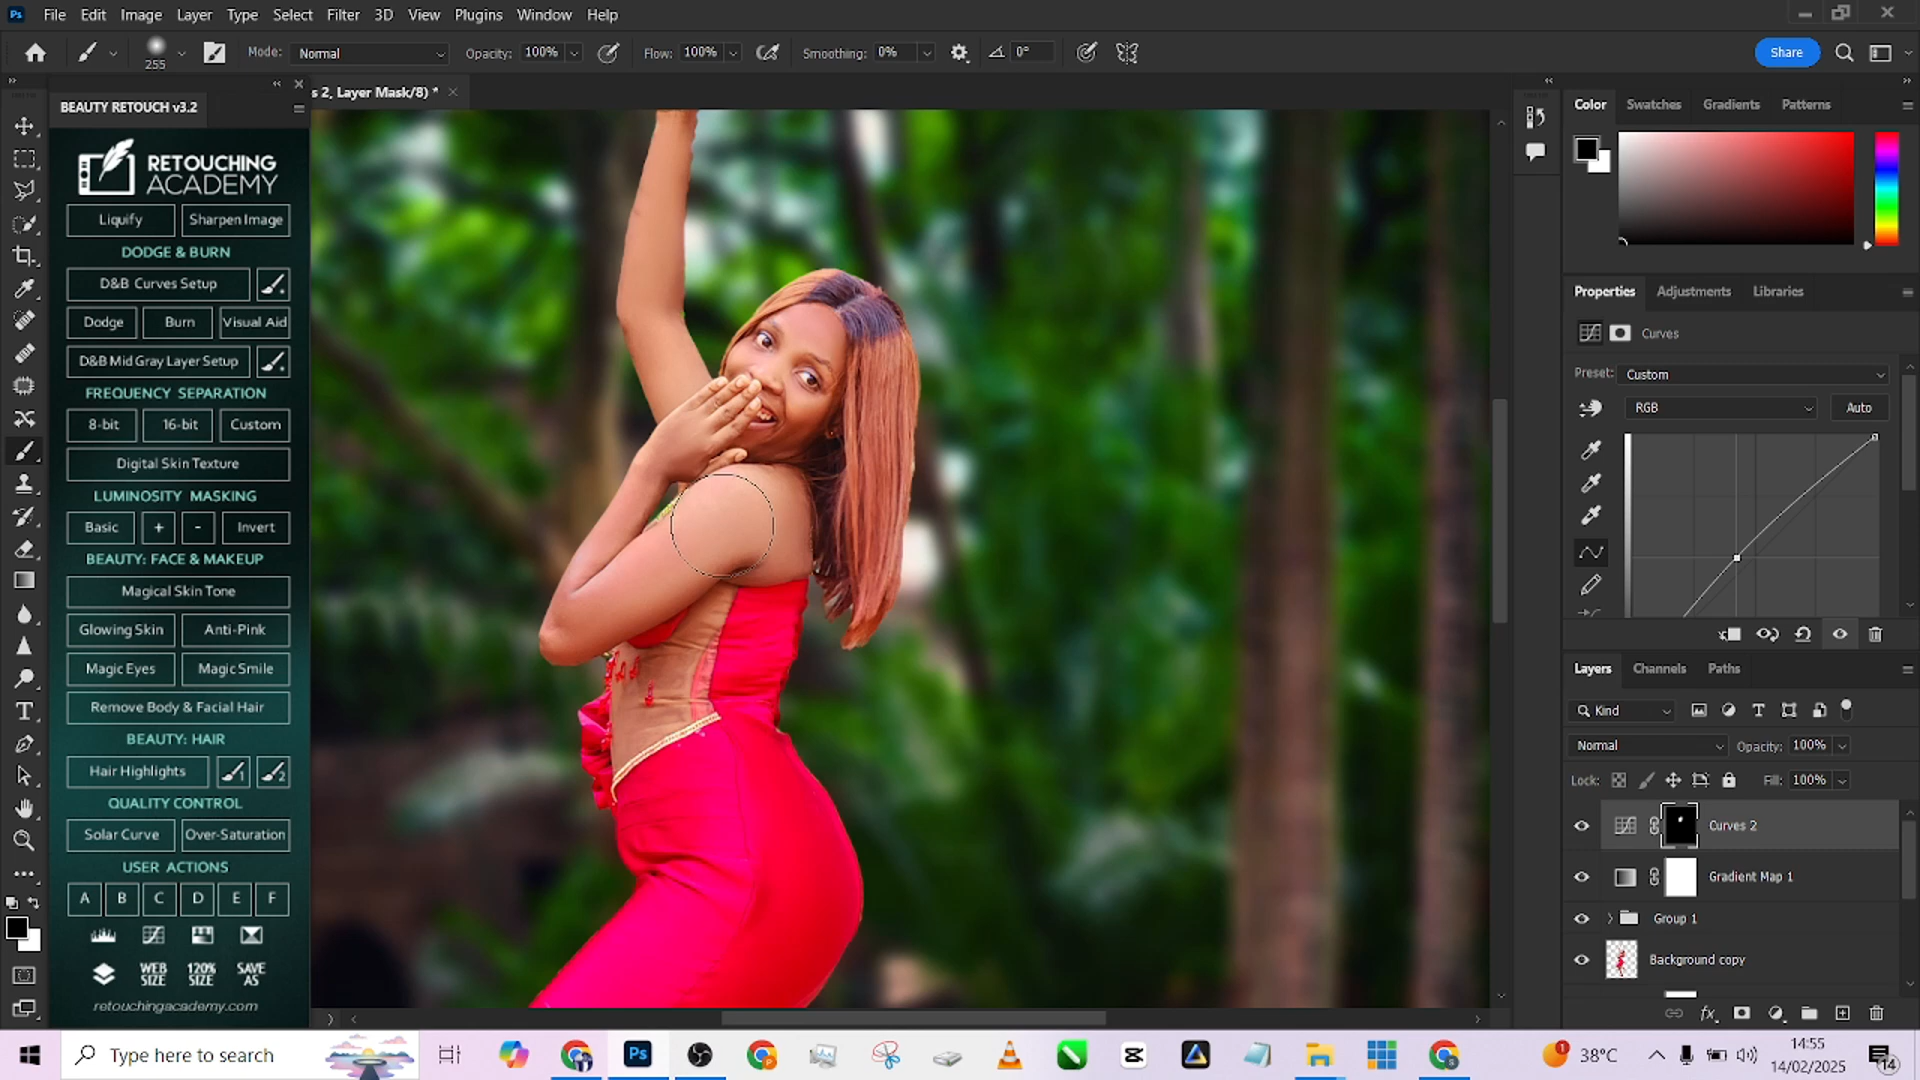 Ps File Edit Image Layer Type Select Filter 3D View Plugins Window Help
255 Mode: Normal Opacity: 100% Flow: 100% Smoothing: 0% 0° Share
s 2, Layer Mask/8) *
BEAUTY RETOUCH v3.2
RETOUCHING
ACADEMY
Liquify Sharpen Image
DODGE & BURN
D&B Curves Setup
Dodge Burn Visual Aid
D&B Mid Gray Layer Setup
FREQUENCY SEPARATION
8-bit 16-bit Custom
Digital Skin Texture
LUMINOSITY MASKING
Basic + - Invert
BEAUTY: FACE & MAKEUP
Magical Skin Tone
Glowing Skin Anti-Pink
Magic Eyes Magic Smile
Remove Body & Facial Hair
BEAUTY: HAIR
Hair Highlights 1 2
QUALITY CONTROL
Solar Curve Over-Saturation
USER ACTIONS
A B C D E F
WEB SIZE 120% SIZE SAVE AS
retouchingacademy.com
Color Swatches Gradients Patterns
Properties Adjustments Libraries
Curves
Preset: Custom
RGB Auto
Layers Channels Paths
Kind
Normal Opacity: 100%
Lock: Fill: 100%
Curves 2
Gradient Map 1
Group 1
Background copy
Type here to search
Ps
1 38°C
14:55
14/02/2025
14